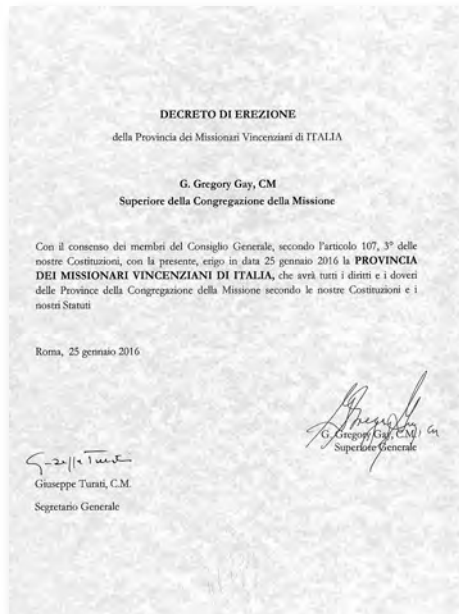 DECRETO DI EREZIONE
della Provincia dei Missionari Vincenziani di ITALIA
G. Gregory Gay, CM
Superiore della Congregazione della Missione
Con il consenso dei membri del Consiglio Generale, secondo l'articolo 107, 3° delle
nostre Costituzioni, con la presente, erigo in data 25 gennaio 2016 la PROVINCIA
DEI MISSIONARI VINCENZIANI DI ITALIA, che avrà tutti i diritti e i doveri
delle Province della Congregazione della Missione secondo le nostre Costituzioni e i
nostri Statuti
Roma, 25 gennaio 2016
G. Gregory Gay, C.M.
Superiore Generale
Giuseppe Turati, C.M.
Segretario Generale